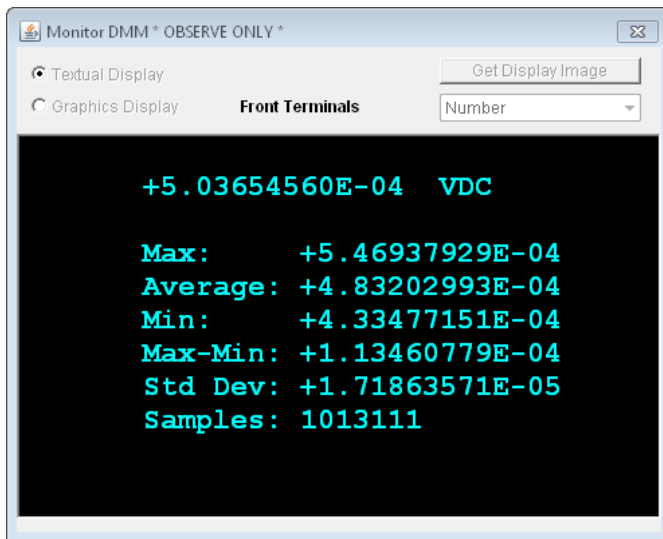 Monitor DMM * OBSERVE ONLY *
Textual Display Get Display Image
Graphics Display Front Terminals Number
+5.03654560E-04 VDC
Max: +5.46937929E-04
Average: +4.83202993E-04
Min: +4.33477151E-04
Max-Min: +1.13460779E-04
Std Dev: +1.71863571E-05
Samples: 1013111